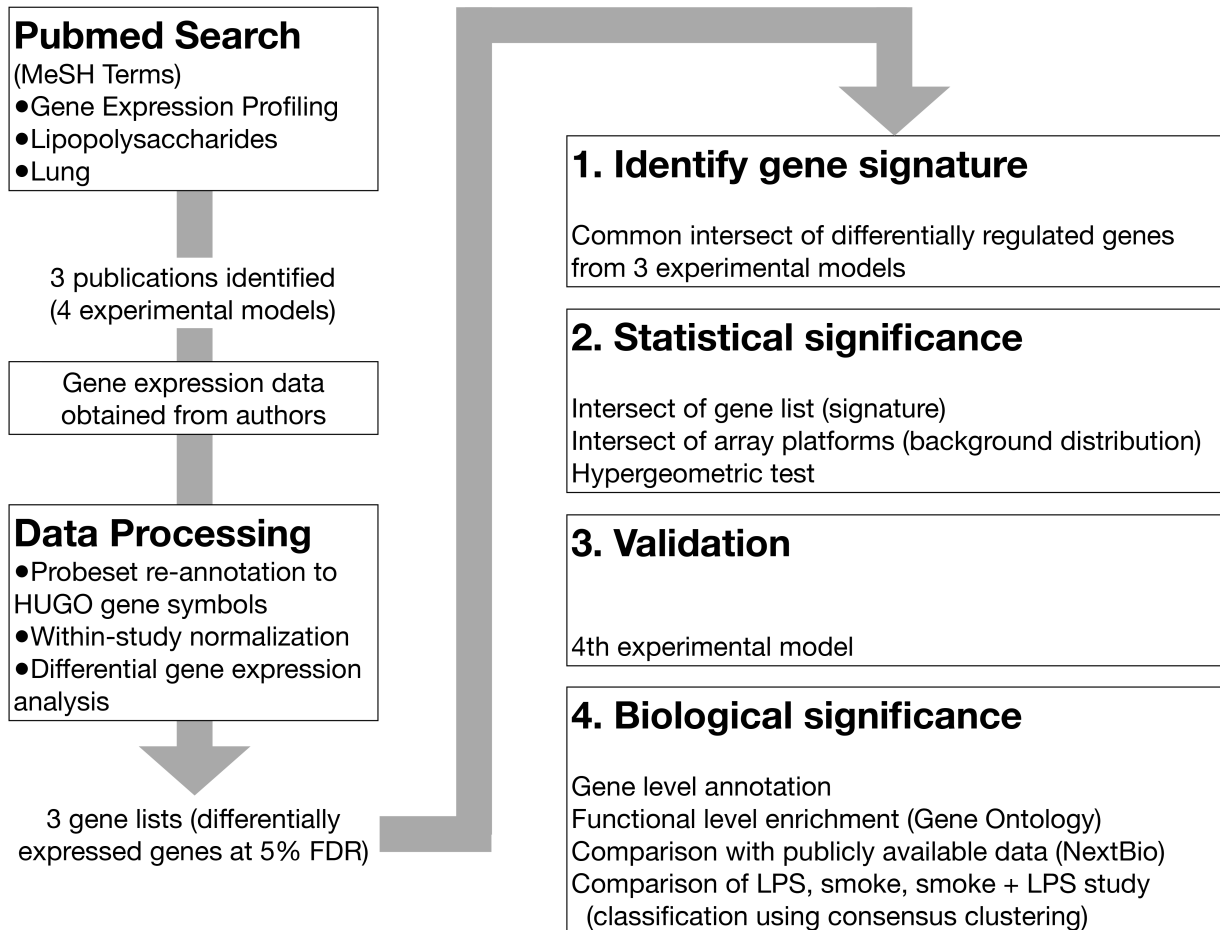 Pubmed Search
(MeSH Terms)
●Gene Expression Profiling
●Lipopolysaccharides
●Lung
3 publications identified
(4 experimental models)
Gene expression data
obtained from authors
Data Processing
●Probeset re-annotation to
HUGO gene symbols
●Within-study normalization
●Differential gene expression
analysis
3 gene lists (differentially
expressed genes at 5% FDR)
1. Identify gene signature
Common intersect of differentially regulated genes
from 3 experimental models
2. Statistical significance
Intersect of gene list (signature)
Intersect of array platforms (background distribution)
Hypergeometric test
3. Validation
4th experimental model
4. Biological significance
Gene level annotation
Functional level enrichment (Gene Ontology)
Comparison with publicly available data (NextBio)
Comparison of LPS, smoke, smoke + LPS study
(classification using consensus clustering)